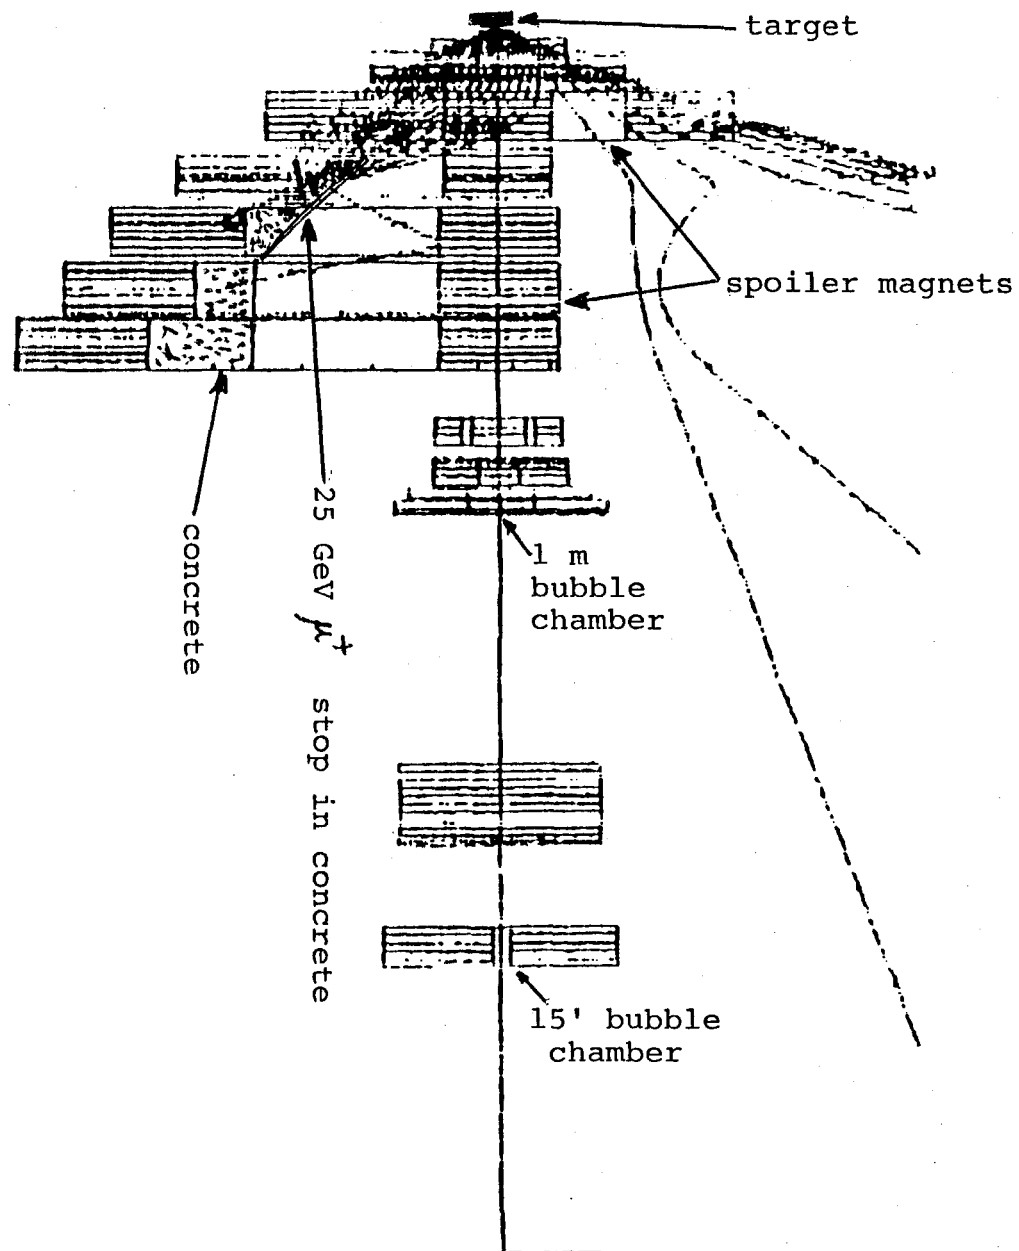 target
spoiler magnets
concrete
25 GeV μ⁺ stop in concrete
1 m
bubble
chamber
15' bubble
chamber